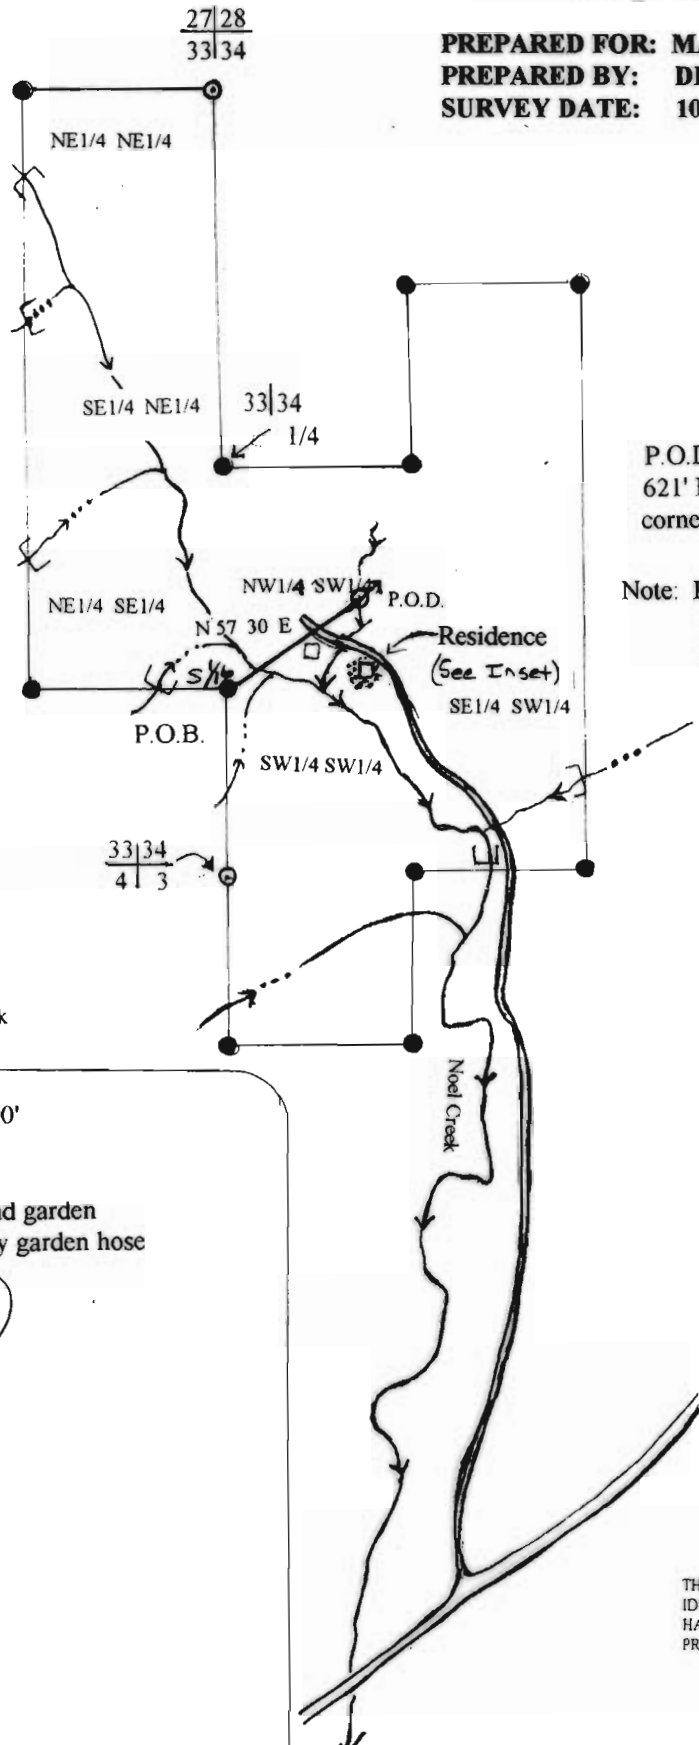 27|28
33|34
PREPARED FOR:
PREPARED BY:
SURVEY DATE: 10
NE1/4 NE1/4
SE1/4 NE1/4
33|34
1/4
621'
Note:
NW1/4 SW1/4
P.O.D.
NE1/4 SE1/4
N 57 30 E
Residence
(See Inset)
S 1/16
SE1/4 SW1/4
P.O.B.
SW1/4 SW1/4
33|34
4|3
Noel Creek
0'
garden
garden hose